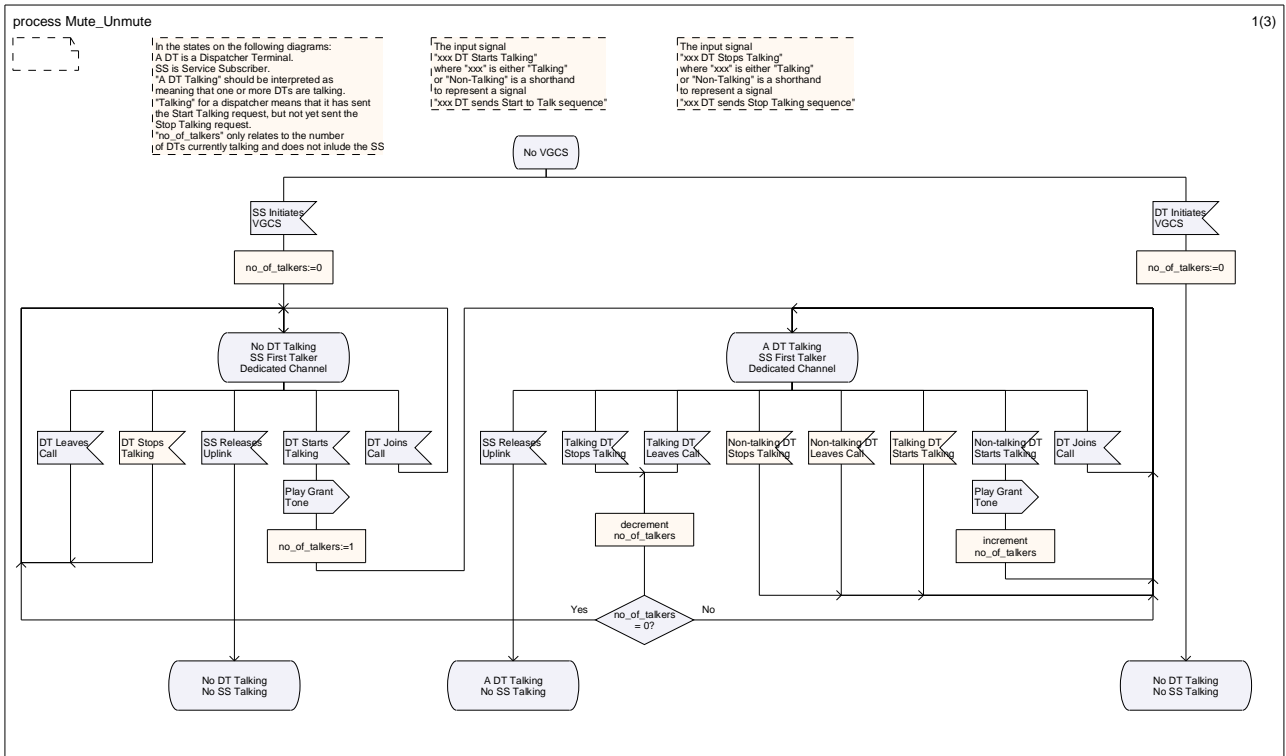 process Mute_Unmute
1(3)
In the states on the following diagrams:
A DT is a Dispatcher Terminal.
SS is Service Subscriber.
"A DT Talking" should be interpreted as
meaning that one or more DTs are talking.
"Talking" for a dispatcher means that it has sent
the Start Talking request, but not yet sent the
Stop Talking request.
"no_of_talkers" only relates to the number
of DTs currently talking and does not inlude the SS
The input signal
"xxx DT Starts Talking"
where "xxx" is either "Talking"
or "Non-Talking" is a shorthand
to represent a signal
"xxx DT sends Start to Talk sequence"
The input signal
"xxx DT Stops Talking"
where "xxx" is either "Talking"
or "Non-Talking" is a shorthand
to represent a signal
"xxx DT sends Stop Talking sequence"
No VGCS
SS Initiates
VGCS
DT Initiates
VGCS
no_of_talkers:=0
no_of_talkers:=0
No DT Talking
SS First Talker
Dedicated Channel
A DT Talking
SS First Talker
Dedicated Channel
DT Leaves
Call
DT Stops
Talking
SS Releases
Uplink
DT Starts
Talking
DT Joins
Call
SS Releases
Uplink
Talking DT
Stops Talking
Talking DT
Leaves Call
Non-talking DT
Stops Talking
Non-talking DT
Leaves Call
Talking DT
Starts Talking
Non-talking DT
Starts Talking
DT Joins
Call
Play Grant
Tone
Play Grant
Tone
no_of_talkers:=1
decrement
no_of_talkers
increment
no_of_talkers
Yes
no_of_talkers
= 0?
No
No DT Talking
No SS Talking
A DT Talking
No SS Talking
No DT Talking
No SS Talking